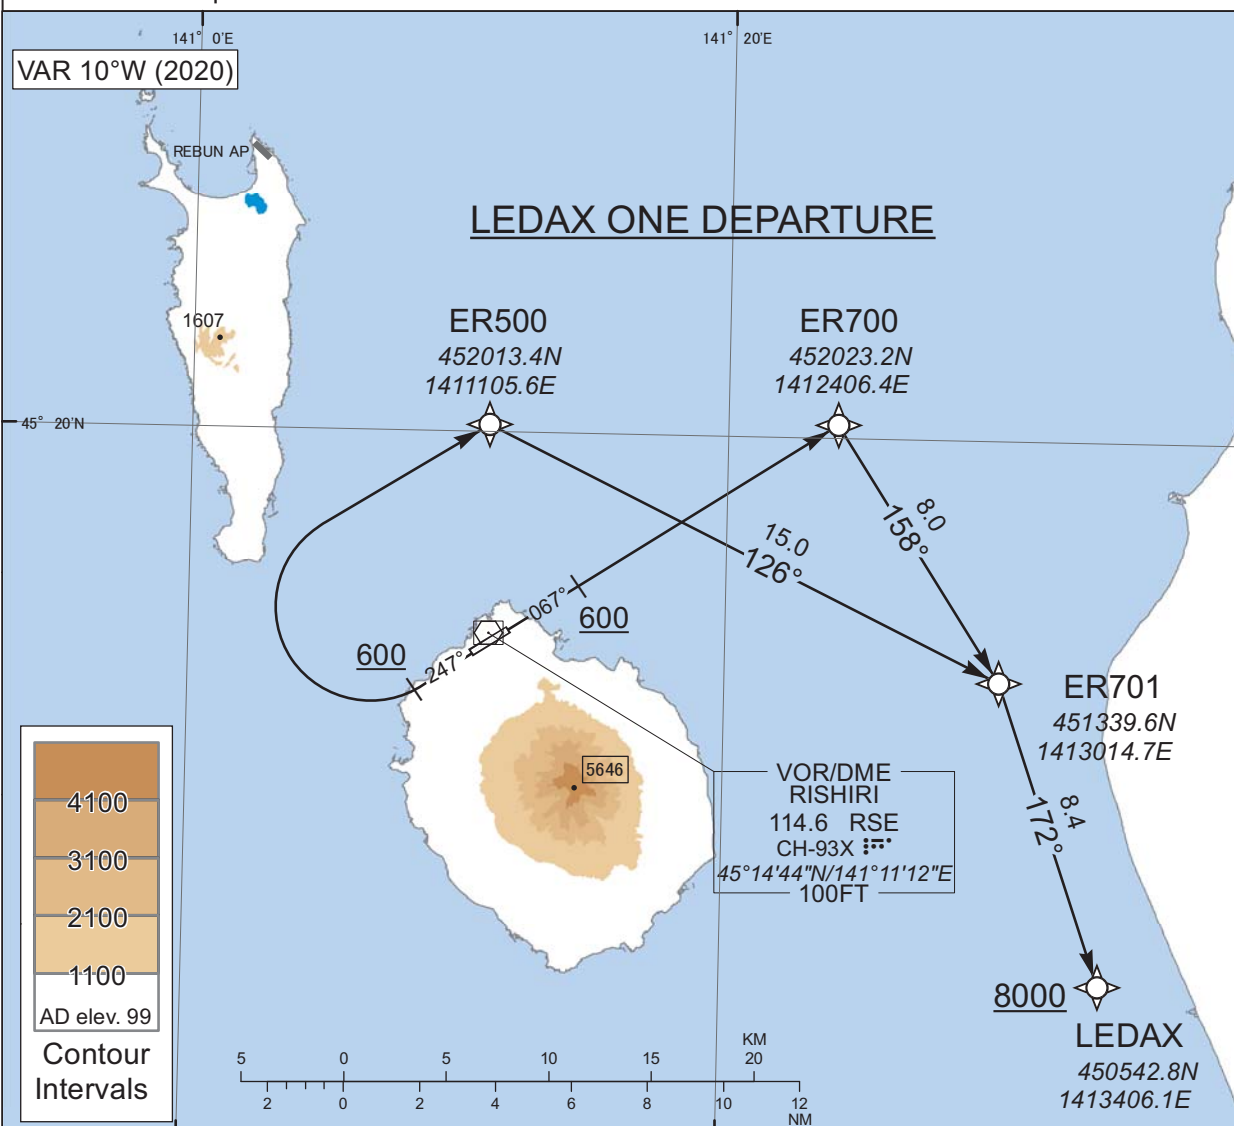 141° 0'E
141° 20'E
VAR 10°W (2020)
REBUN AP
LEDAX ONE DEPARTURE
1607
ER500
452013.4N
1411105.6E
ER700
452023.2N
1412406.4E
45° 20'N
8.0
158°
15.0
126°
067°
600
600
247°
ER701
451339.6N
1413014.7E
5646
VOR/DME
RISHIRI
114.6 RSE
CH-93X
45°14'44"N/141°11'12"E
100FT
8.4
172°
4100
3100
2100
1100
AD elev. 99
Contour
Intervals
8000
LEDAX
450542.8N
1413406.1E
KM
5 0 5 10 15 20
2 0 2 4 6 8 10 12
NM